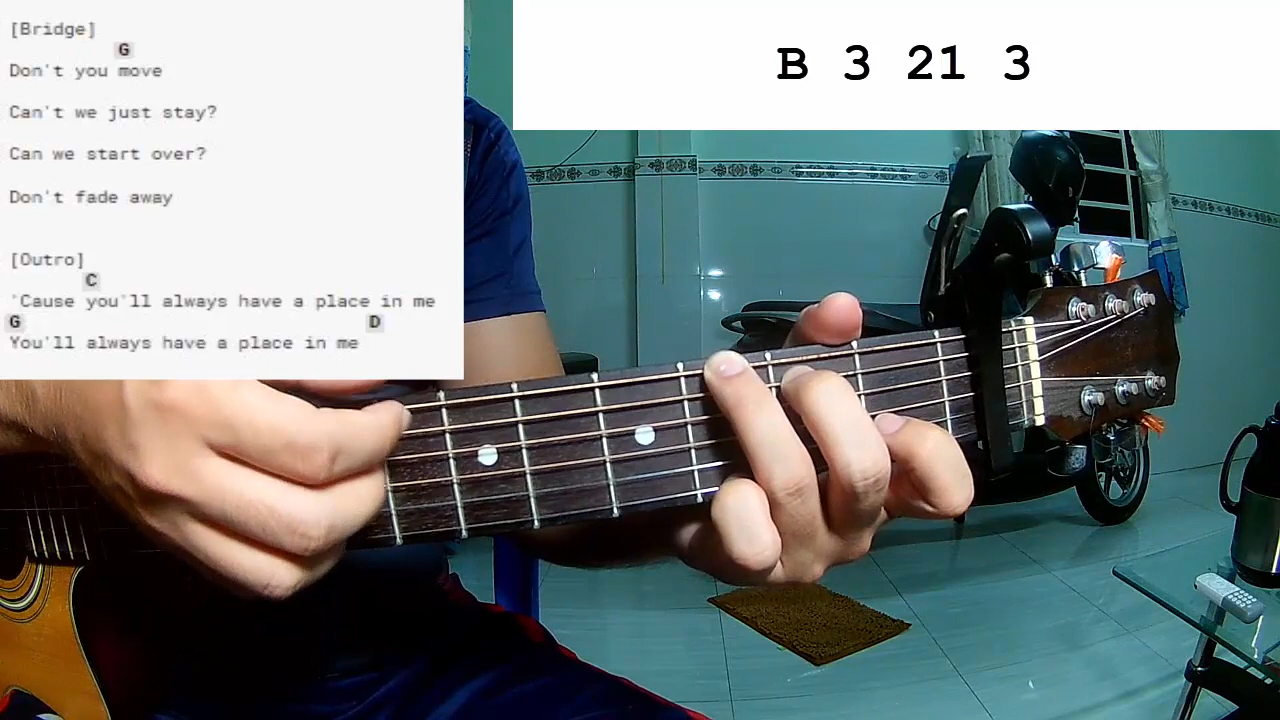 [Bridge]
G
Don't you move
Can't we just stay?
Can we start over?
Don't fade away
[Outro]
C
'Cause you'll always have a place in me
G D
You'll always have a place in me
B 3 21 3